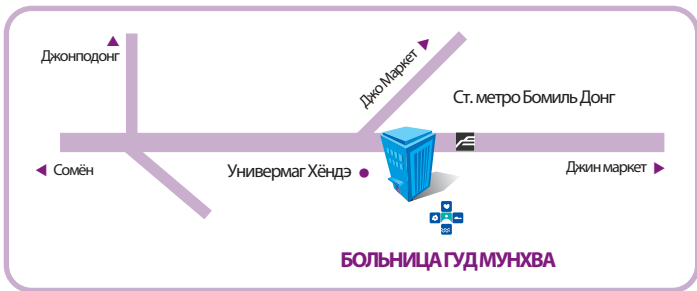 Джонподонг
Джо Маркет
Ст. метро Бомиль Донг
Сомён
Универмаг Хёндэ
Джин маркет
БОЛЬНИЦА ГУД МУНХВА